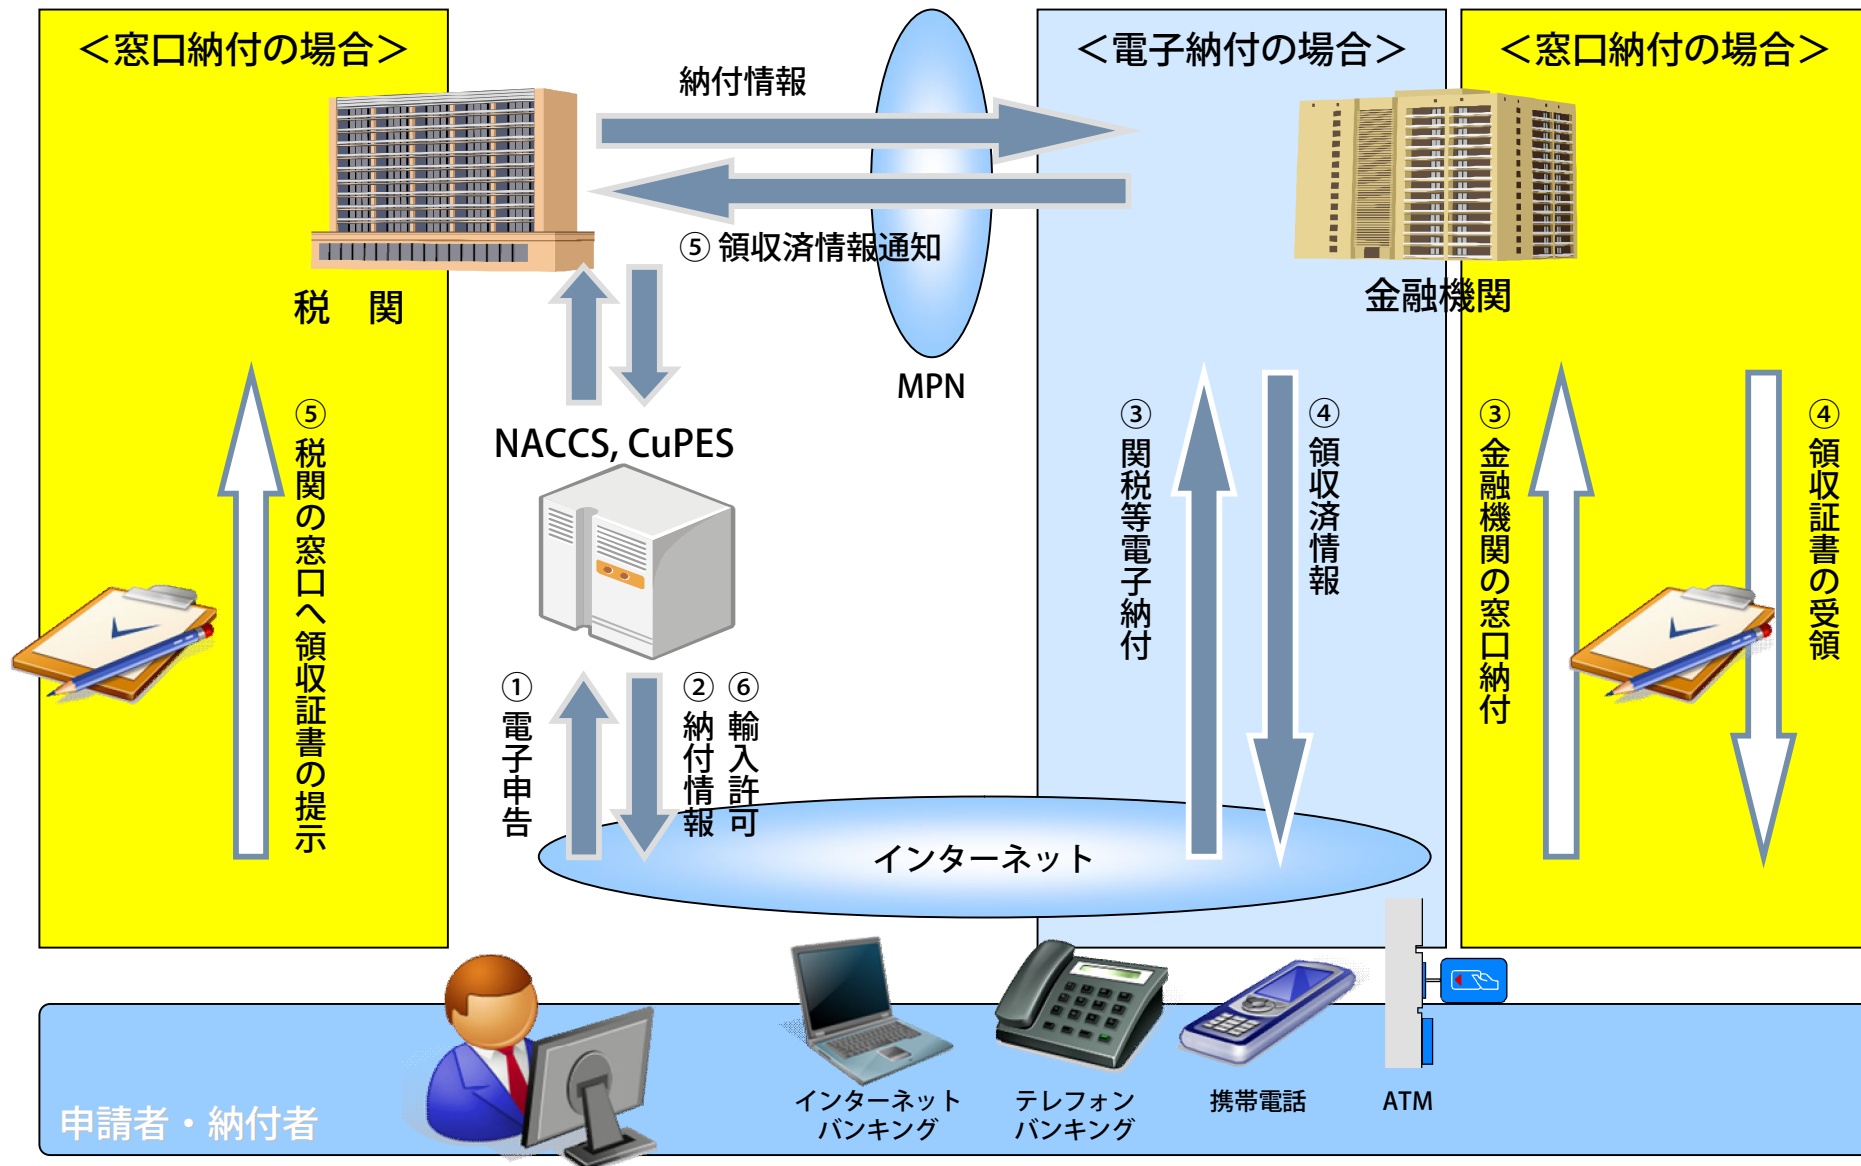 ＜窓口納付の場合＞
＜電子納付の場合＞
＜窓口納付の場合＞
納付情報
⑤ 領収済情報通知
税　関
金融機関
MPN
NACCS, CuPES
⑤税関の窓口へ領収証書の提示
①電子申告
②納付情報
⑥輸入許可
③関税等電子納付
④領収済情報
③金融機関の窓口納付
④領収証書の受領
インターネット
申請者・納付者
インターネット
バンキング
テレフォン
バンキング
携帯電話
ATM